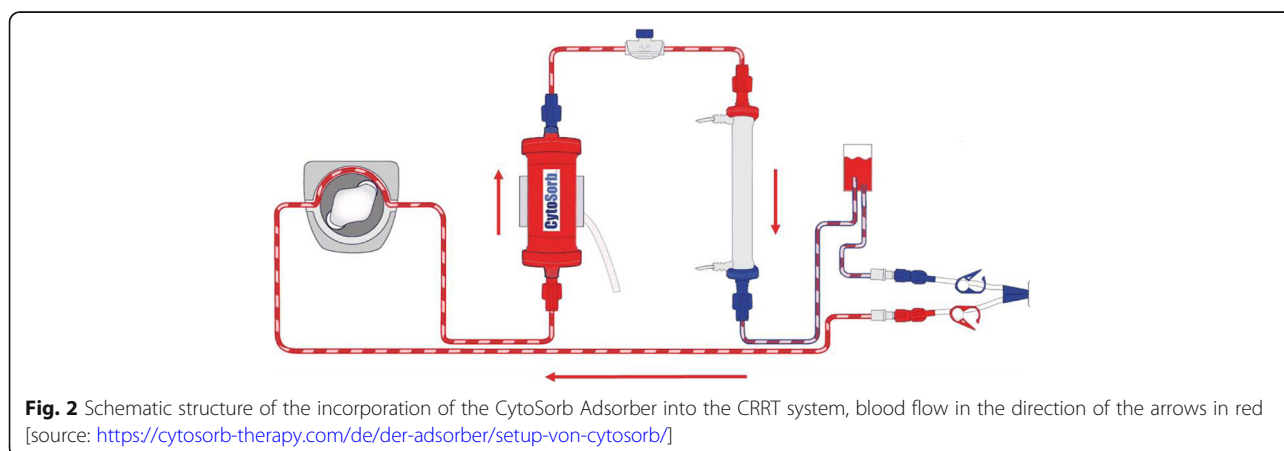 CytoSorb
Fig. 2 Schematic structure of the incorporation of the CytoSorb Adsorber into the CRRT system, blood flow in the direction of the arrows in red
[source: https://cytosorb-therapy.com/de/der-adsorber/setup-von-cytosorb/]